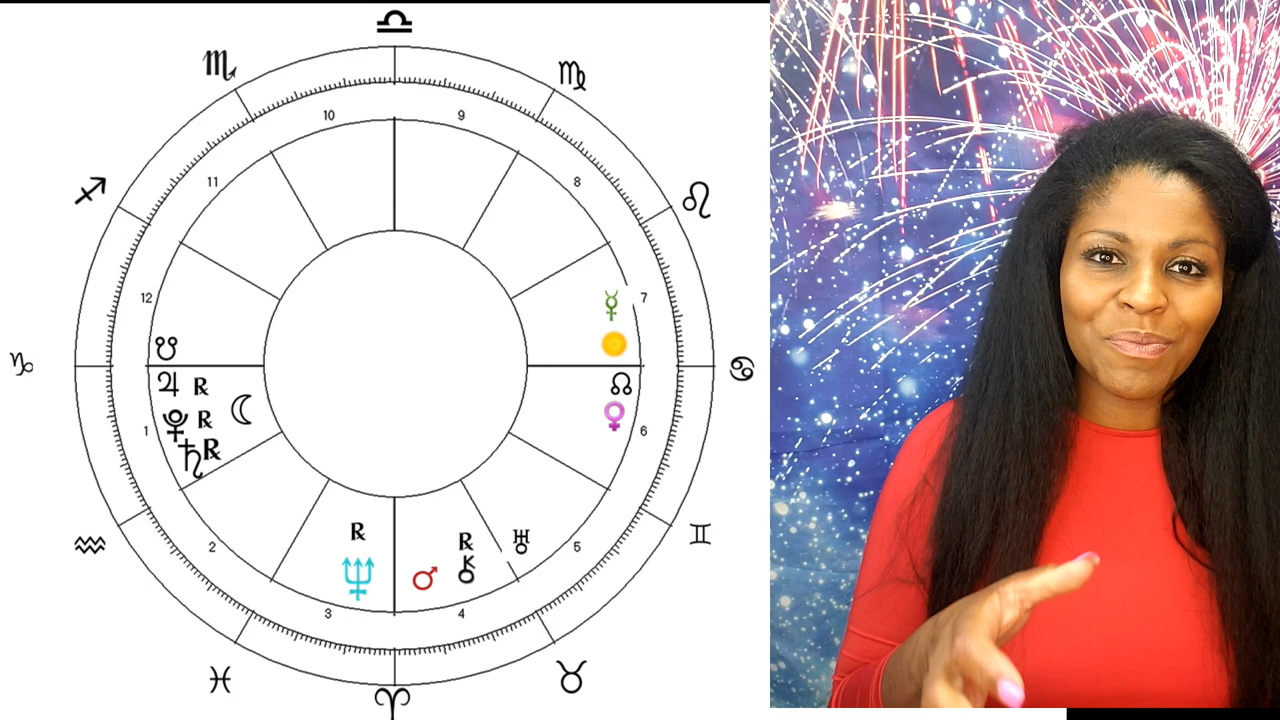 ♎
♏ ♍
10 9
♐ 11 8 ♌
12 ☿ 7
☋ ☉
♑ ♋
♃ ℞ ☊
1 ♇ ℞ ☾ ♀ 6
♄ ℞
♒ 2 ℞ ℞ ♅ 5 ♊
♆ ♂ ⚷
3 4
♓ ♈ ♉